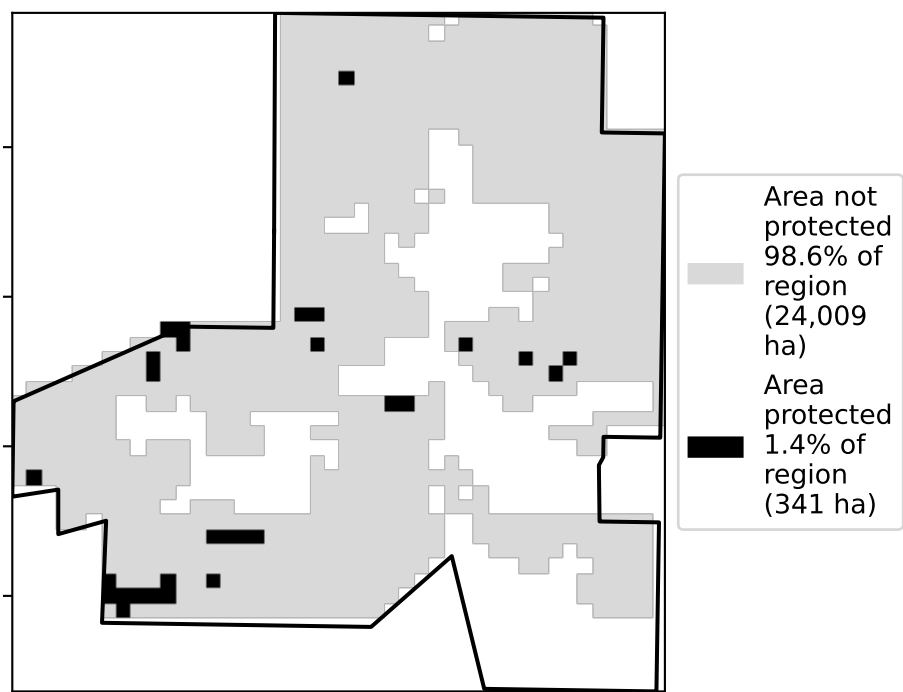 Area not
protected
98.6% of
region
(24,009
ha)
Area
protected
1.4% of
region
(341 ha)